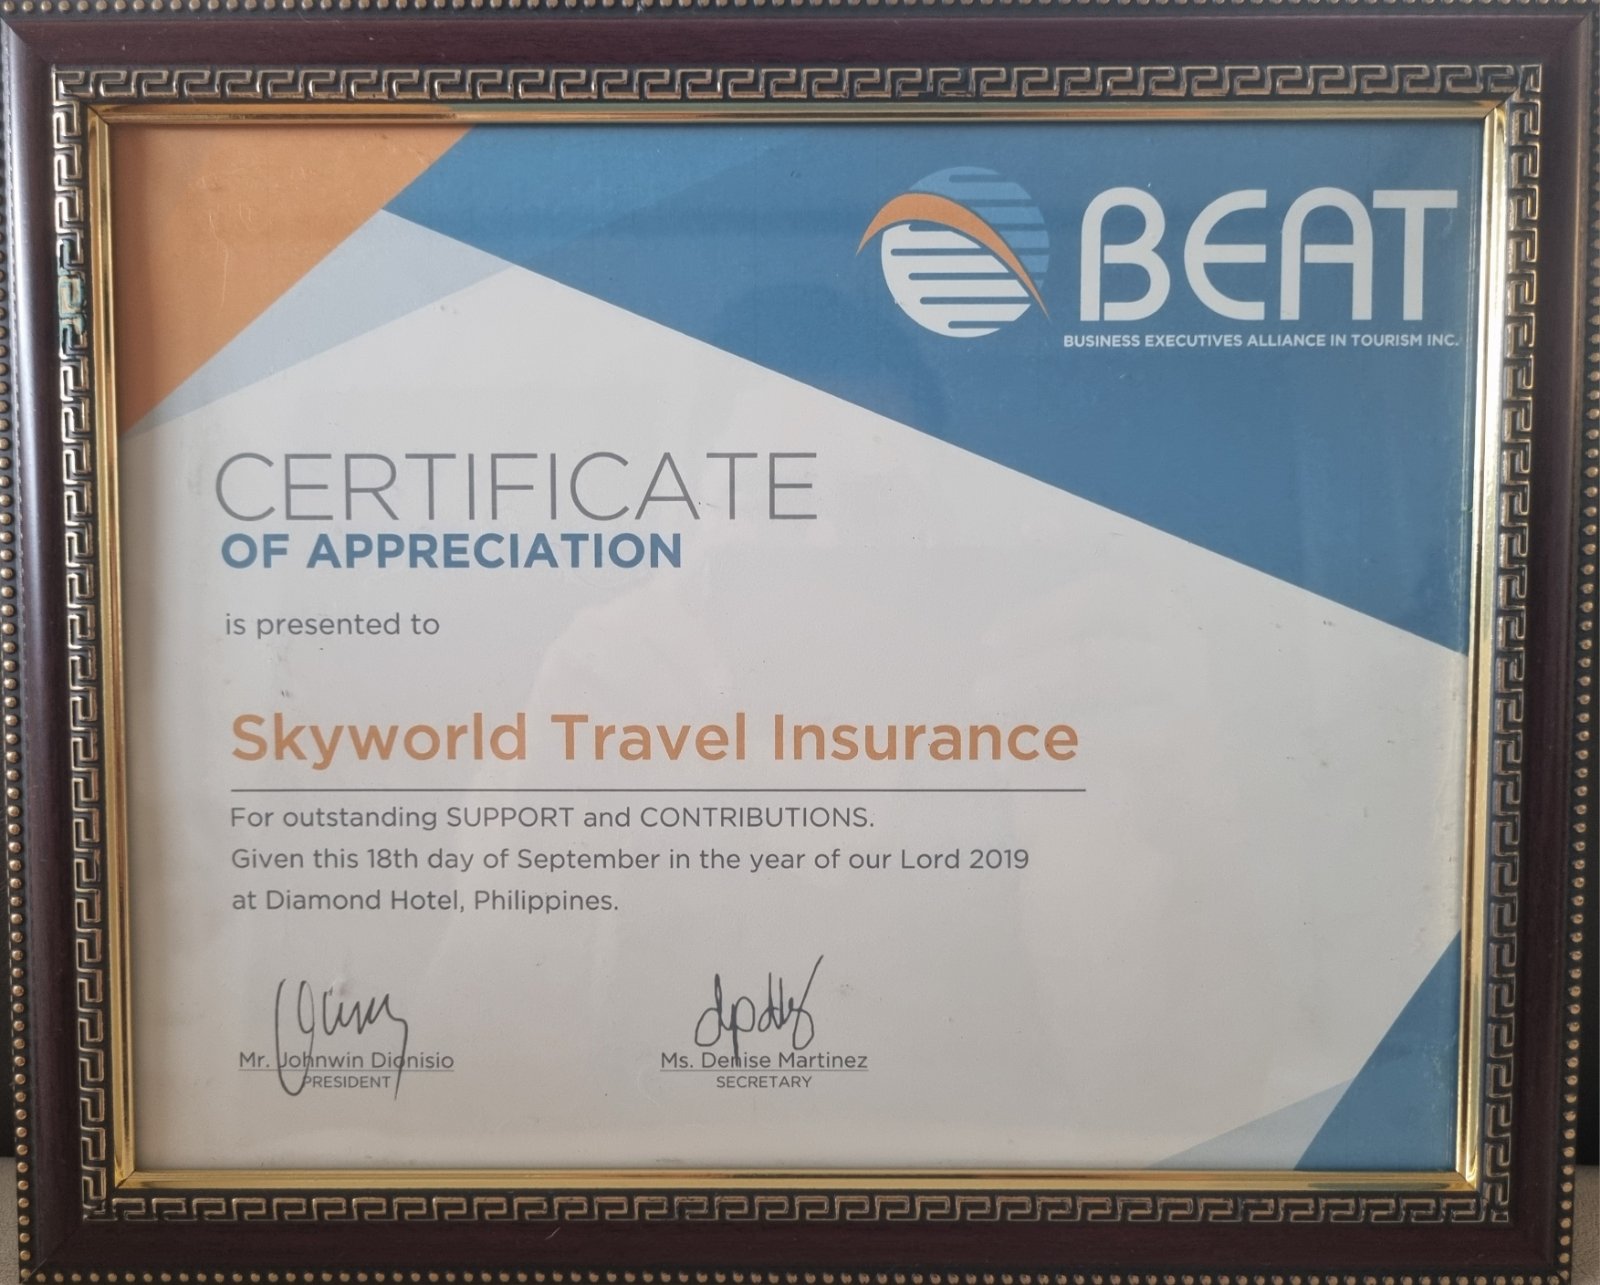 BEAT
BUSINESS EXECUTIVES ALLIANCE IN TOURISM INC.
CERTIFICATE
OF APPRECIATION
is presented to
Skyworld Travel Insurance
For outstanding SUPPORT and CONTRIBUTIONS.
Given this 18th day of September in the year of our Lord 2019
at Diamond Hotel, Philippines.
Mr. Johnwin Dionisio
PRESIDENT
Ms. Denise Martinez
SECRETARY